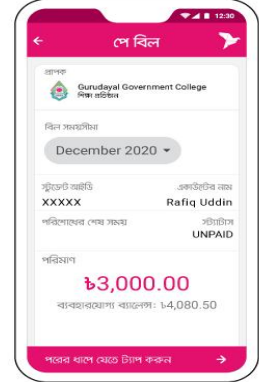 12:30
পে বিল
প্রাপক
Gurudayal Government College
শিক্ষা প্রতিষ্ঠান
বিল সময়সীমা
December 2020
স্টুডেন্ট আইডি
একাউন্টের নাম
XXXXX
Rafiq Uddin
পরিশোধের শেষ সময়
স্ট্যাটাস
UNPAID
পরিমাণ
৳3,000.00
ব্যবহারযোগ্য ব্যালেন্স: ৳4,080.50
পরের ধাপে যেতে ট্যাপ করুন